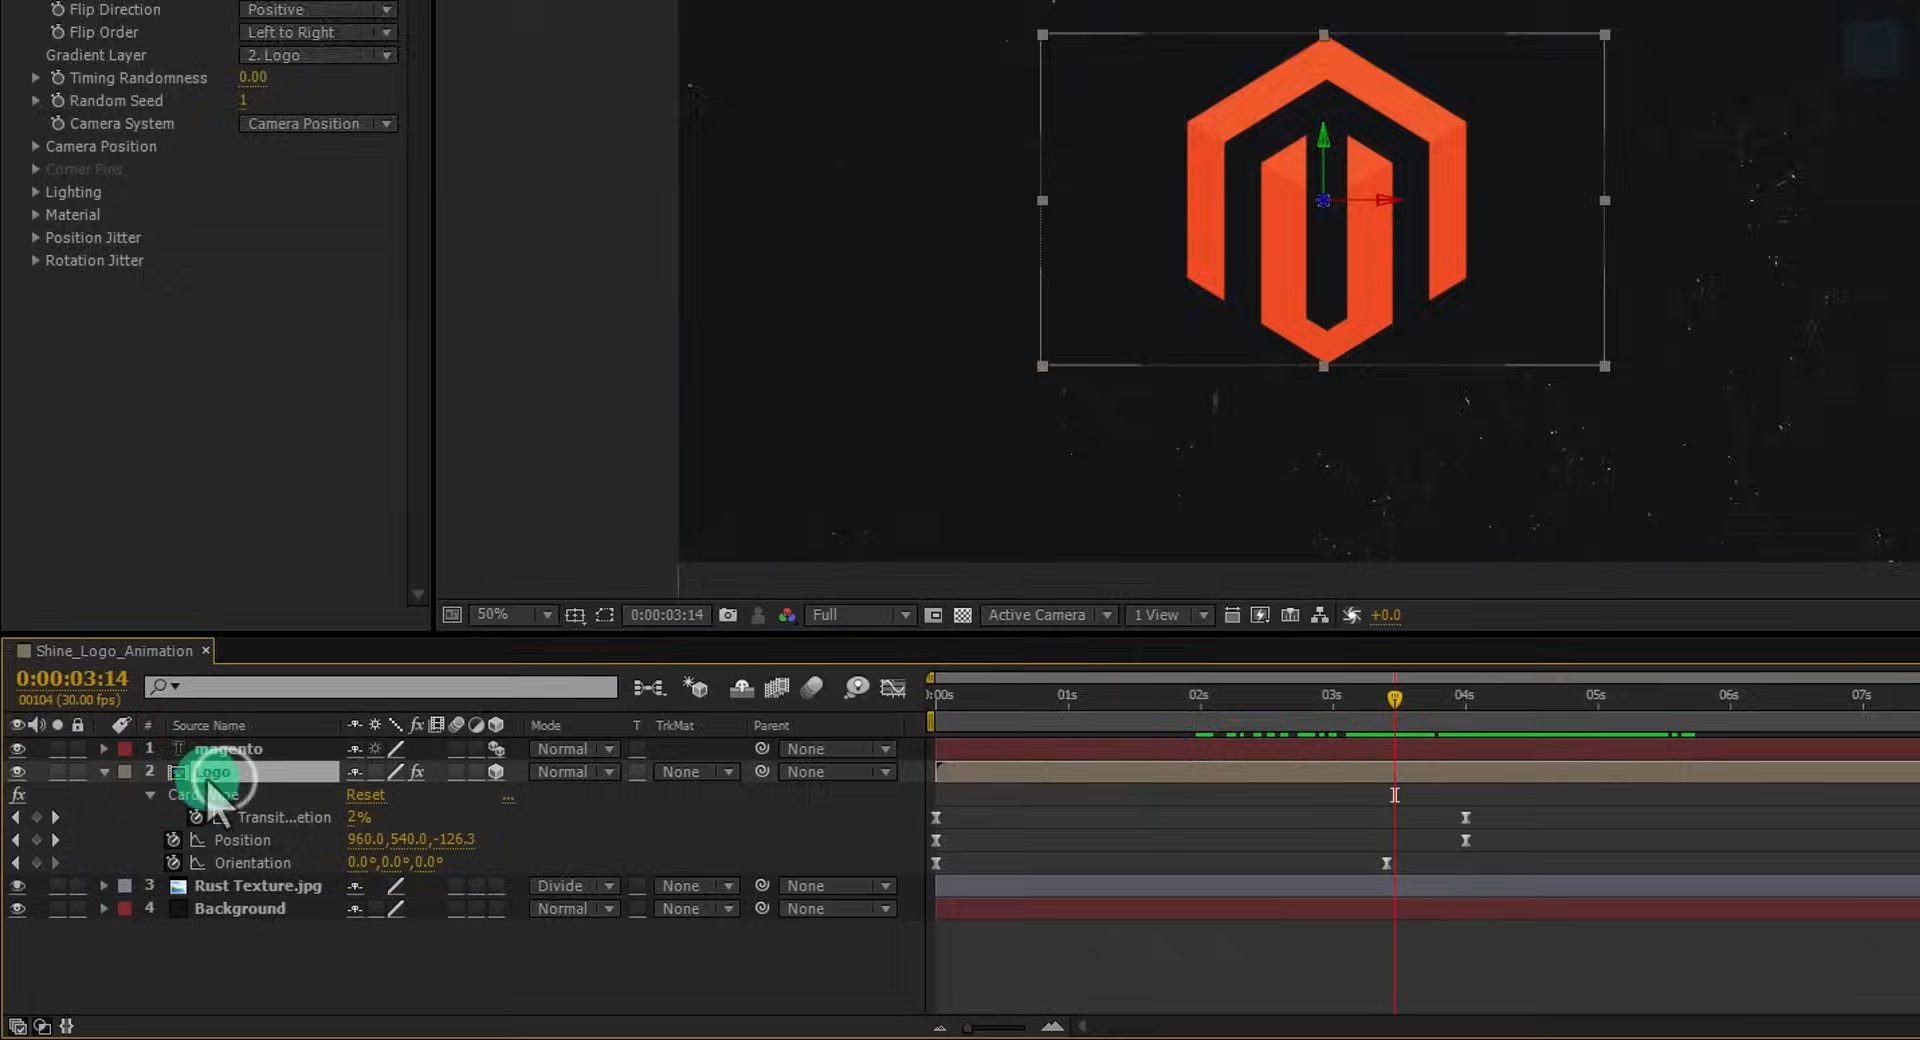 Flip Direction Positive
Flip Order Left to Right
Gradient Layer 2. Logo
Timing Randomness 0.00
Random Seed 1
Camera System Camera Position
Camera Position
Corner Pins
Lighting
Material
Position Jitter
Rotation Jitter
50% 0:00:03:14 Full Active Camera 1 View +0.0
Shine_Logo_Animation ×
0:00:03:14
00104 (30.00 fps)
):00s 01s 02s 03s 04s 05s 06s 07s
# Source Name fx Mode T TrkMat Parent
1 T magento Normal None
2 Logo fx Normal None None
fx Reset ...
Transit...etion 2%
Position 960.0,540.0,-126.3
Orientation 0.0°,0.0°,0.0°
3 Rust Texture.jpg Divide None None
4 Background Normal None None